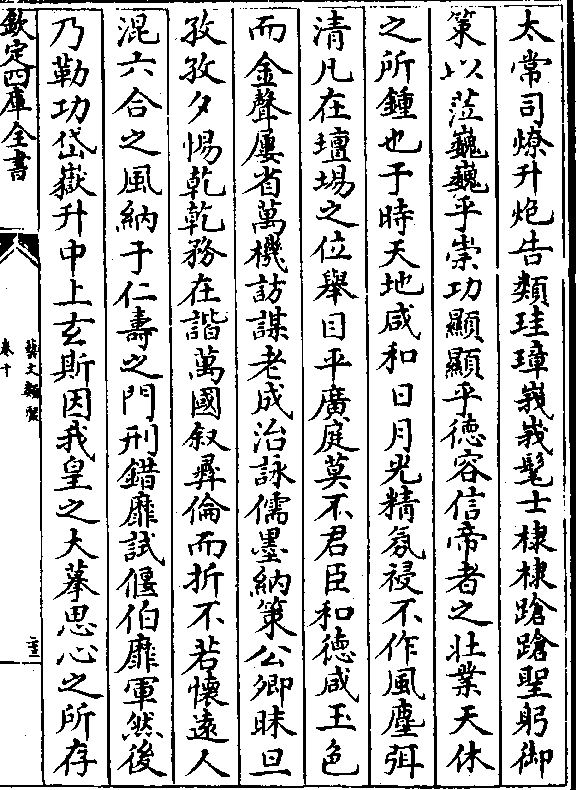 太常司燎升炮告類珪璋峩峩髦士棣棣蹌蹌聖躬御
策以蒞巍巍乎崇功顯顯乎徳容信帝者之壯業天休
之所鍾也于時天地咸和日月光精氛祲不作風塵弭
清凡在壇場之位舉目乎廣庭莫不君臣和徳咸玉色
而金聲屢省萬機訪謀老成治詠儒墨納策公卿昧旦
孜孜夕惕乾乾務在諧萬國叙彛倫而折不若懐逺人
混六合之風納于仁壽之門刑錯靡試偃伯靡軍然後
乃勒功岱嶽升中上玄斯因我皇之大摹思心之所存
欽定四庫全書
藝文類聚
卷十